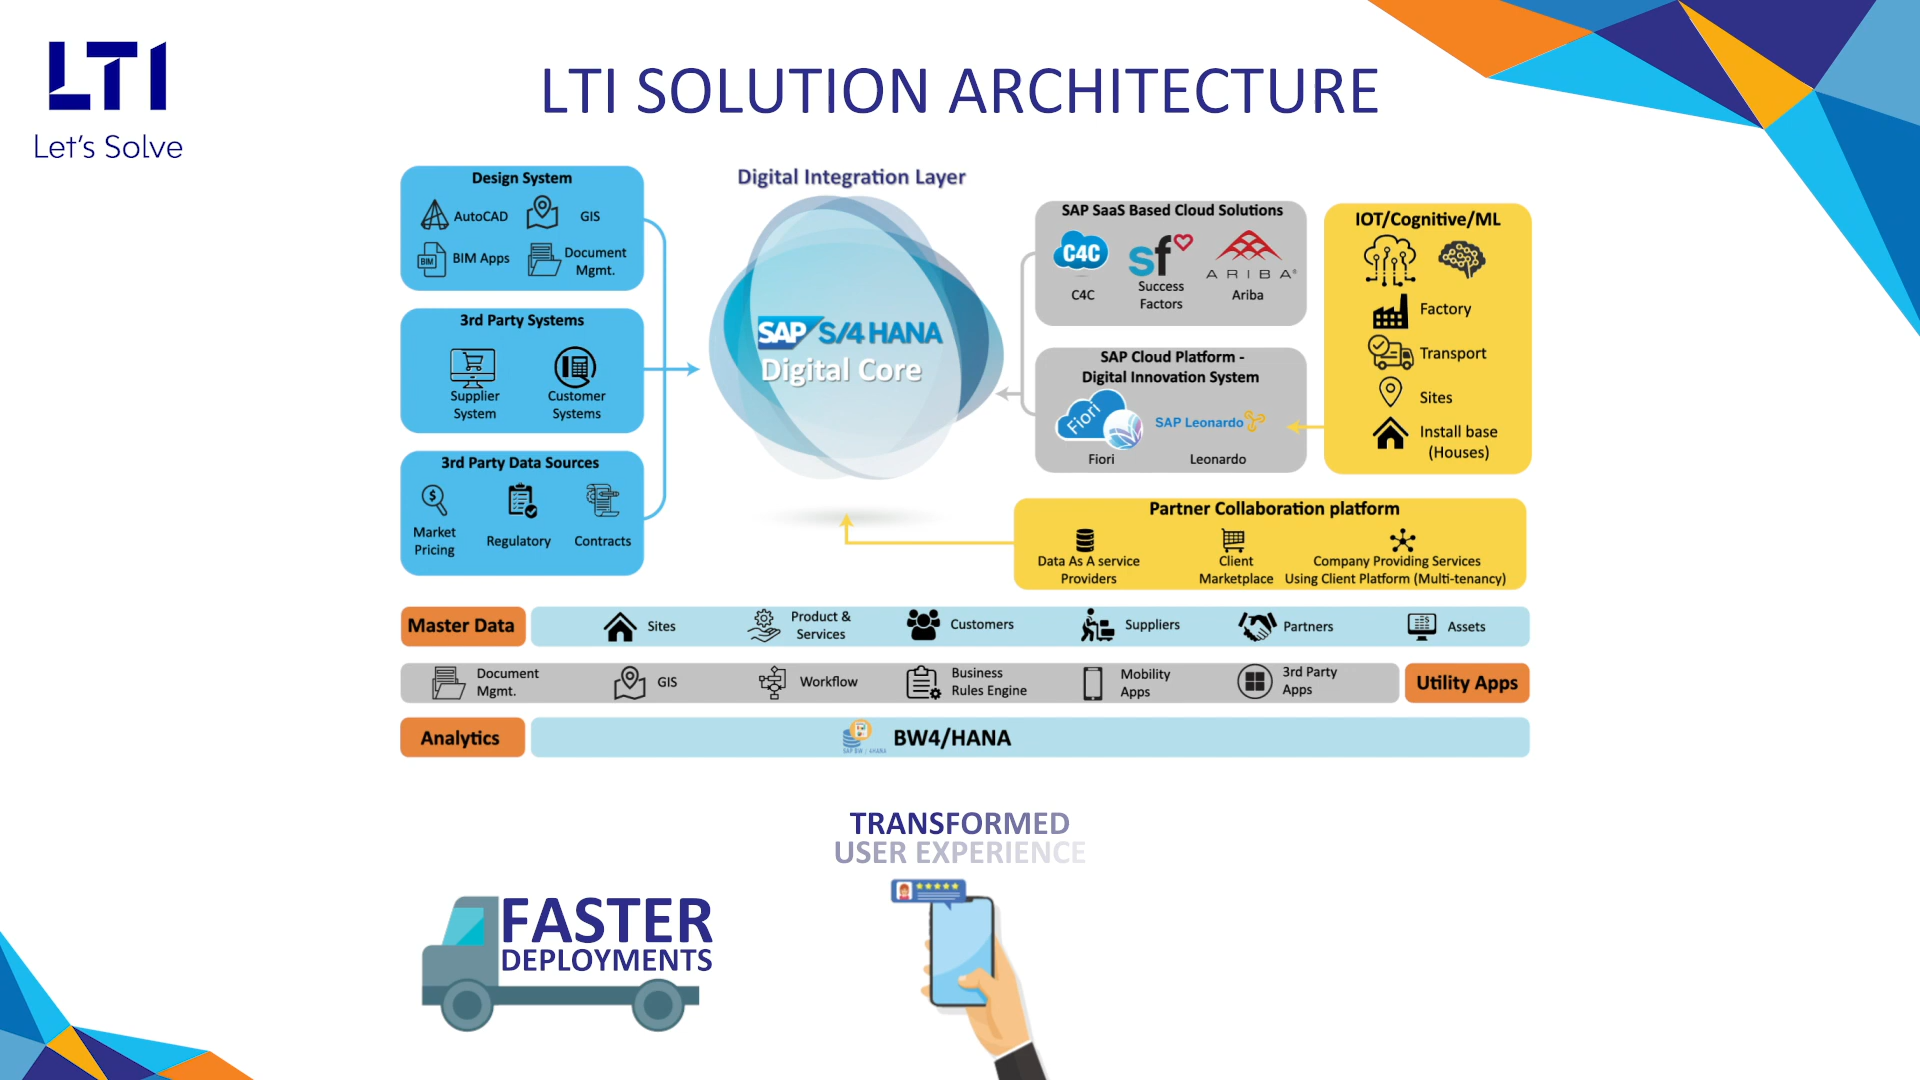 LTI
Let's Solve
LTI SOLUTION ARCHITECTURE
Design System
AutoCAD
GIS
BIM
BIM Apps
Document
Mgmt.
3rd Party Systems
Supplier
System
Customer
Systems
3rd Party Data Sources
Market
Pricing
Regulatory
Contracts
Digital Integration Layer
SAP S/4 HANA
Digital Core
SAP SaaS Based Cloud Solutions
C4C
C4C
sf
Success
Factors
ARIBA®
Ariba
SAP Cloud Platform -
Digital Innovation System
Fiori
Fiori
SAP Leonardo
Leonardo
IOT/Cognitive/ML
Factory
Transport
Sites
Install base
(Houses)
Partner Collaboration platform
Data As A service
Providers
Client
Marketplace
Company Providing Services
Using Client Platform (Multi-tenancy)
Master Data
Sites
Product &
Services
Customers
Suppliers
Partners
Assets
Document
Mgmt.
GIS
Workflow
Business
Rules Engine
Mobility
Apps
3rd Party
Apps
Utility Apps
Analytics
SAP BW / 4HANA
BW4/HANA
FASTER
DEPLOYMENTS
TRANSFORMED
USER EXPERIENCE